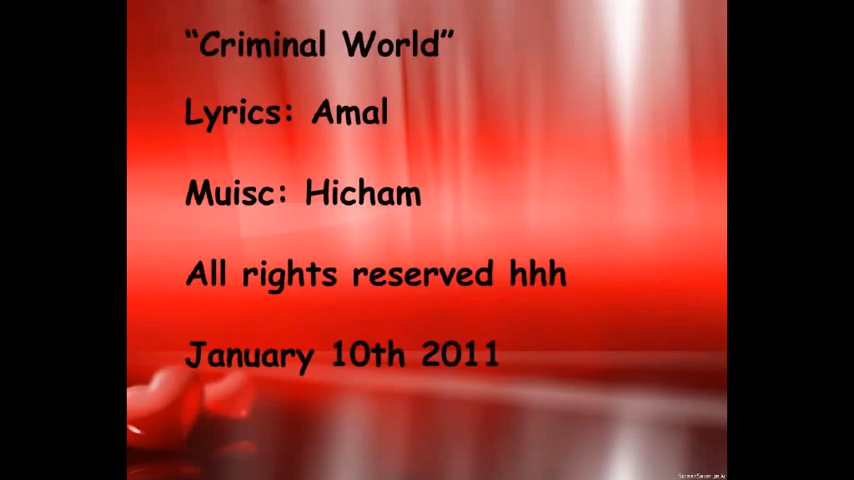 “Criminal World”
Lyrics: Amal
Muisc: Hicham
All rights reserved hhh
January 10th 2011